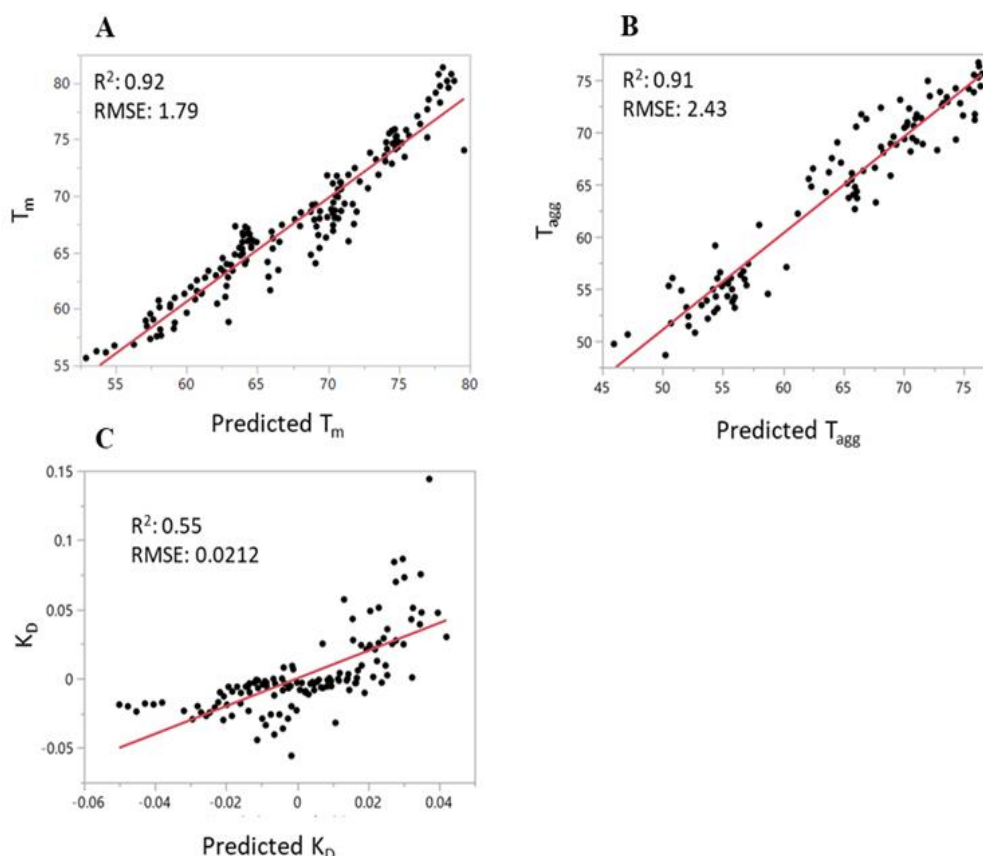 A
R²: 0.92
RMSE: 1.79
80
75
70
65
60
55
Tm
55 60 65 70 75 80
Predicted Tm
B
R²: 0.91
RMSE: 2.43
75
70
65
60
55
50
Tagg
45 50 55 60 65 70 75
Predicted Tagg
C
R²: 0.55
RMSE: 0.0212
0.15
0.1
0.05
0
-0.05
KD
-0.06 -0.04 -0.02 0 0.02 0.04
Predicted KD